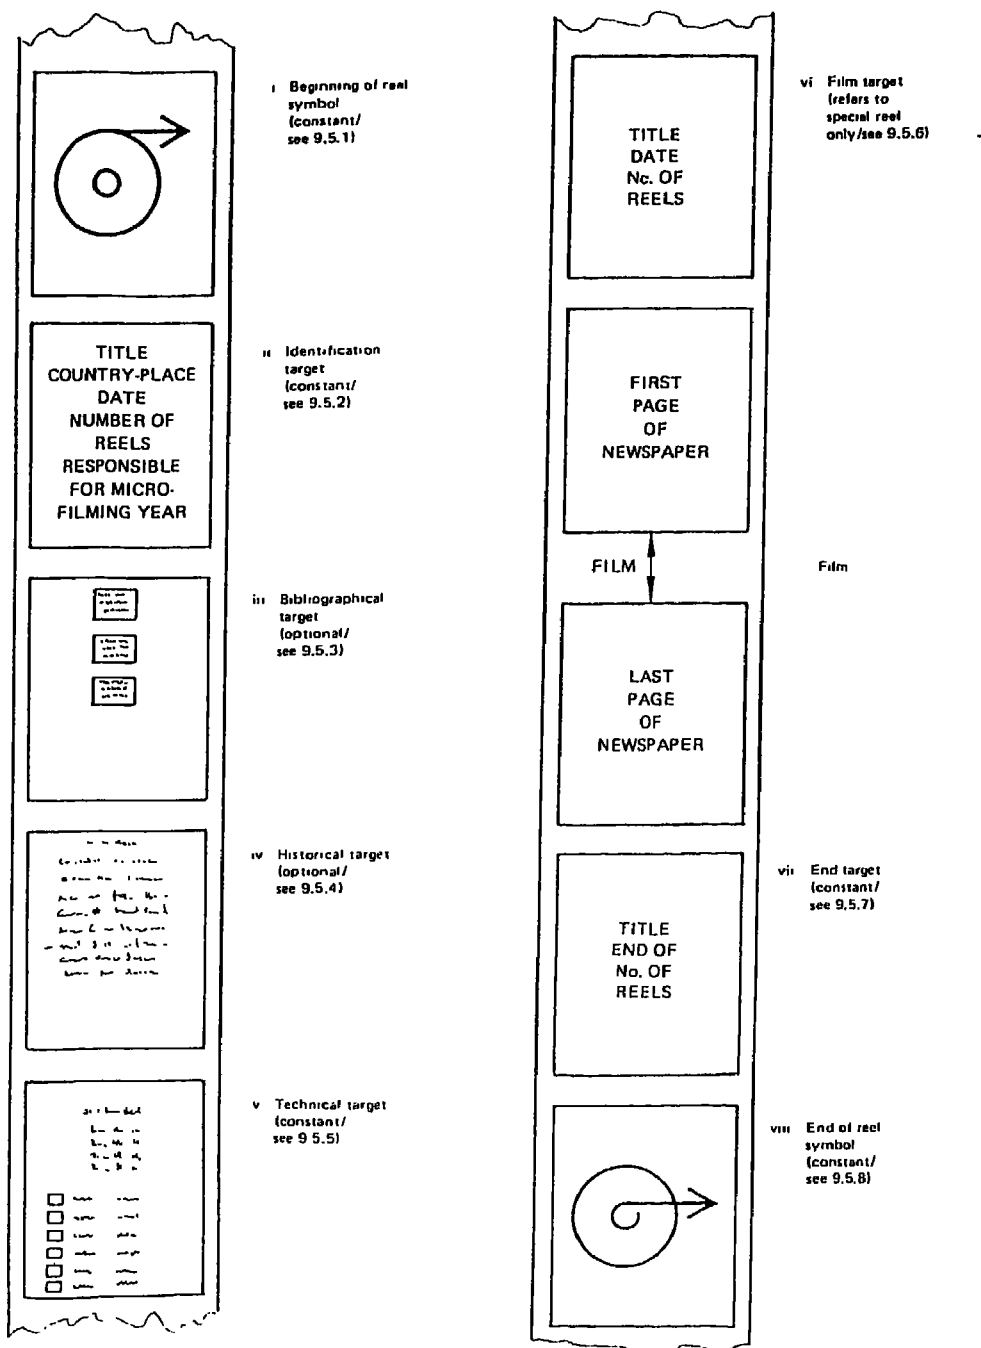 i Beginning of reel
symbol
(constant/
see 9.5.1)
TITLE
COUNTRY-PLACE
DATE
NUMBER OF
REELS
RESPONSIBLE
FOR MICRO-
FILMING YEAR
ii Identification
target
(constant/
see 9.5.2)
iii Bibliographical
target
(optional/
see 9.5.3)
iv Historical target
(optional/
see 9.5.4)
v Technical target
(constant/
see 9 5.5)
TITLE
DATE
Nc. OF
REELS
vi Film target
(refers to
special reel
only/see 9.5.6)
FIRST
PAGE
OF
NEWSPAPER
FILM
Film
LAST
PAGE
OF
NEWSPAPER
TITLE
END OF
No. OF
REELS
vii End target
(constant/
see 9.5.7)
viii End of reel
symbol
(constant/
see 9.5.8)